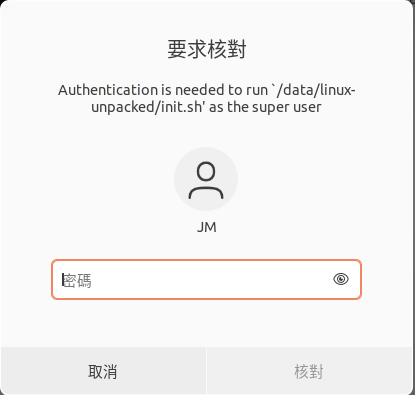 要求核對
Authentication is needed to run `/data/linux-
unpacked/init.sh' as the super user
JM
密碼
取消
核對